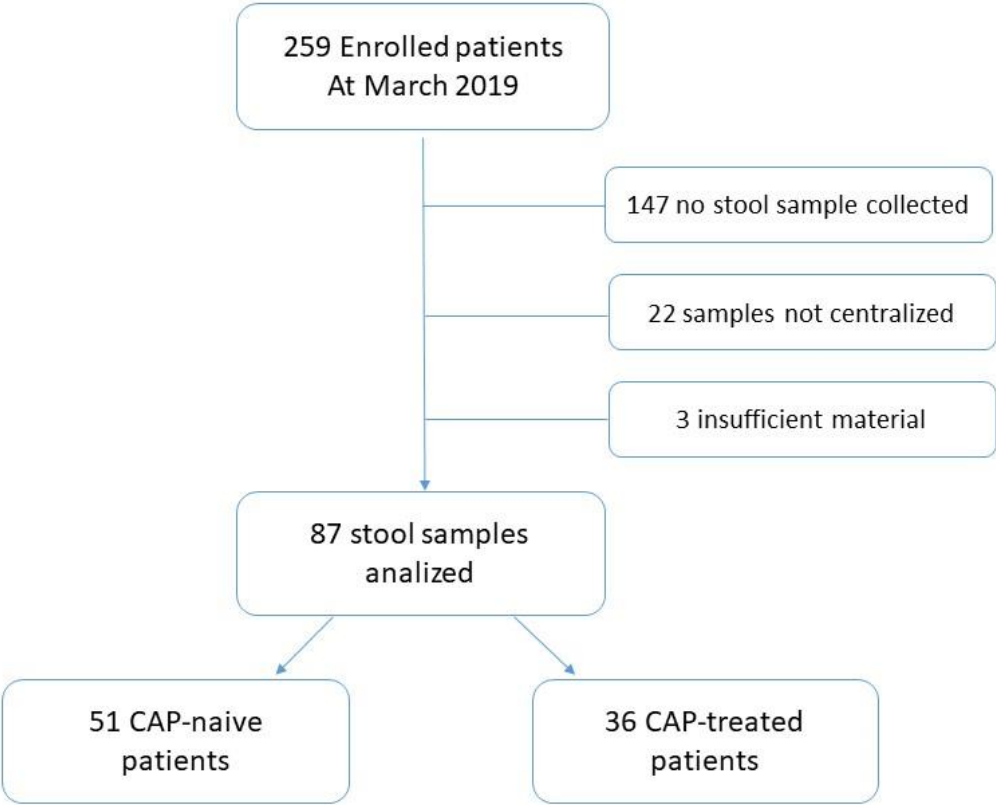 259 Enrolled patients
At March 2019
147 no stool sample collected
22 samples not centralized
3 insufficient material
87 stool samples
analized
51 CAP-naive
patients
36 CAP-treated
patients